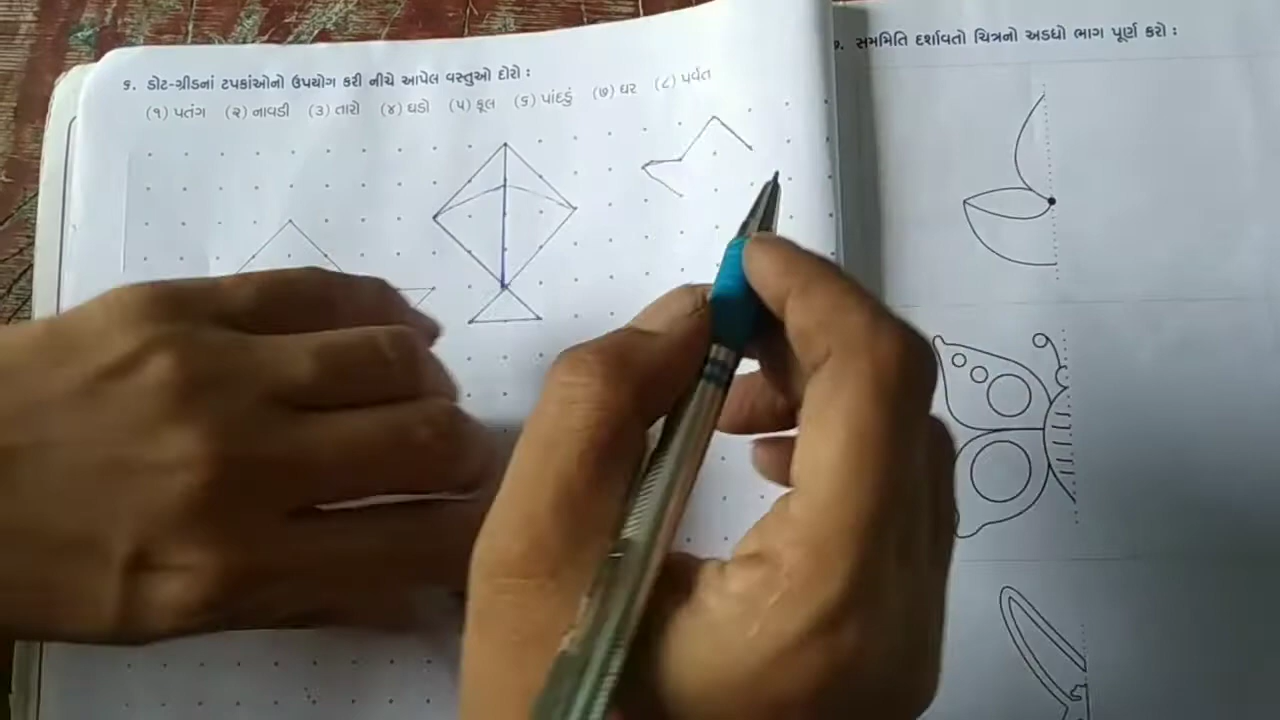 ૬. ડોટ-ગ્રીડનાં ટપકાંઓનો ઉપયોગ કરી નીચે આપેલ વસ્તુઓ દોરો :
(૧) પતંગ (૨) નાવડી (૩) તારો (૪) ઘડો (૫) ફૂલ (૬) પાંદડું (૭) ઘર (૮) પર્વત
૭. સમમિતિ દર્શાવતો ચિત્રનો અડધો ભાગ પૂર્ણ કરો :